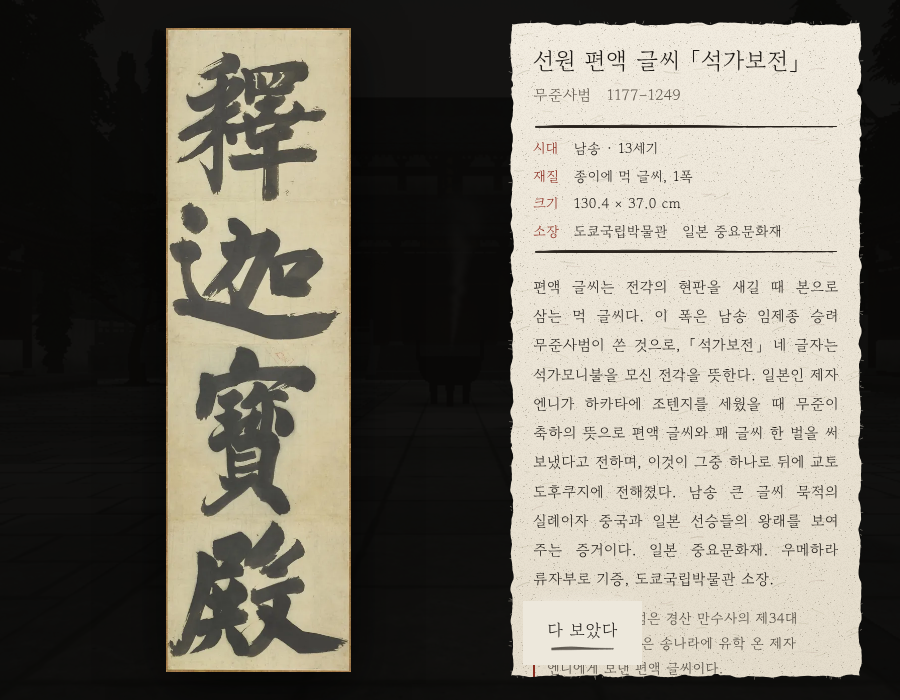 釋迦寶殿
선원 편액 글씨「석가보전」
무준사범 1177–1249
시대 남송 · 13세기
재질 종이에 먹 글씨, 1폭
크기 130.4 × 37.0 cm
소장 도쿄국립박물관 일본 중요문화재
편액 글씨는 전각의 현판을 새길 때 본으로
삼는 먹 글씨다. 이 폭은 남송 임제종 승려
무준사범이 쓴 것으로,「석가보전」네 글자는
석가모니불을 모신 전각을 뜻한다. 일본인 제자
엔니가 하카타에 조텐지를 세웠을 때 무준이
축하의 뜻으로 편액 글씨와 패 글씨 한 벌을 써
보냈다고 전하며, 이것이 그중 하나로 뒤에 교토
도후쿠지에 전해졌다. 남송 큰 글씨 묵적의
실례이자 중국과 일본 선승들의 왕래를 보여
주는 증거이다. 일본 중요문화재. 우메하라
류자부로 기증, 도쿄국립박물관 소장.
경산 만수사의 제34대
다 보았다
은 송나라에 유학 온 제자
엔니에게 보낸 편액 글씨이다.